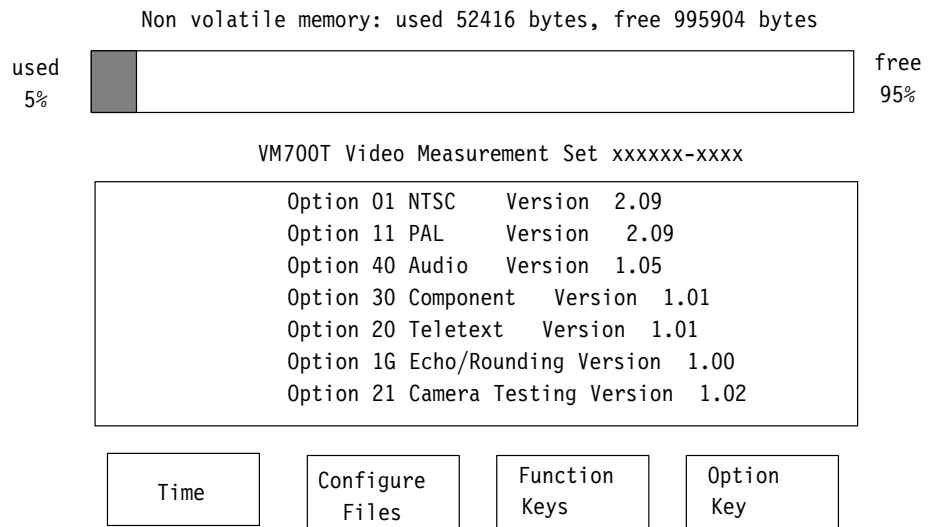 Non volatile memory: used 52416 bytes, free 995904 bytes
used
5%
free
95%
VM700T Video Measurement Set xxxxxx-xxxx
Option 01 NTSC Version 2.09
Option 11 PAL Version 2.09
Option 40 Audio Version 1.05
Option 30 Component Version 1.01
Option 20 Teletext Version 1.01
Option 1G Echo/Rounding Version 1.00
Option 21 Camera Testing Version 1.02
Time
Configure
Files
Function
Keys
Option
Key